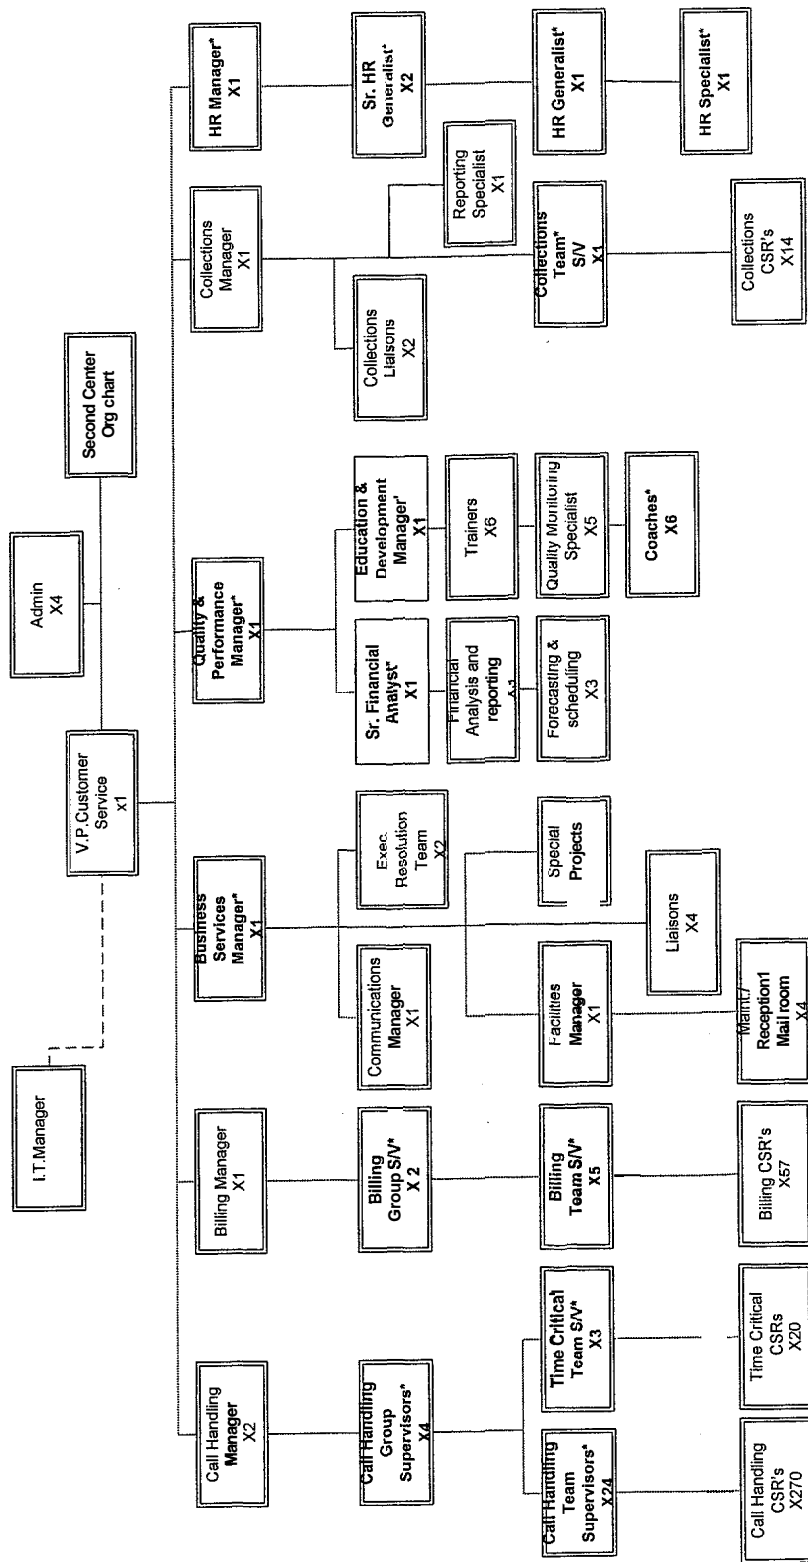 I.T.Manager
V.P.Customer
Service
x1
Admin
X4
Second Center
Org chart
Call Handling
Manager
X2
Billing Manager
X1
Business
Services
Manager*
X1
Quality &
Performance
Manager*
X1
Collections
Manager
X1
HR Manager*
X1
Call Handling
Group
Supervisors*
X4
Billing
Group S/V*
X 2
Communications
Manager
X1
Exec.
Resolution
Team
X2
Sr. Financial
Analyst*
X1
Education &
Development
Manager'
X1
Collections
Liaisons
X2
Reporting
Specialist
X1
Sr. HR
Generalist*
X2
Financial
Analysis and
reporting
Trainers
X6
Call Handling
Team
Supervisors*
X24
Time Critical
Team S/V*
X3
Billing
Team S/V*
X5
Facilities
Manager
X1
Special
Projects
Forecasting &
scheduling
X3
Quality Monitoring
Specialist
X5
Collections
Team*
S/V
X1
HR Generalist*
X1
Liaisons
X4
Coaches*
X6
HR Specialist*
X1
Call Handling
CSR's
X270
Time Critical
CSRs
X20
Billing CSR's
X57
Maint./
Reception1
Mail room
X4
Collections
CSR's
X14